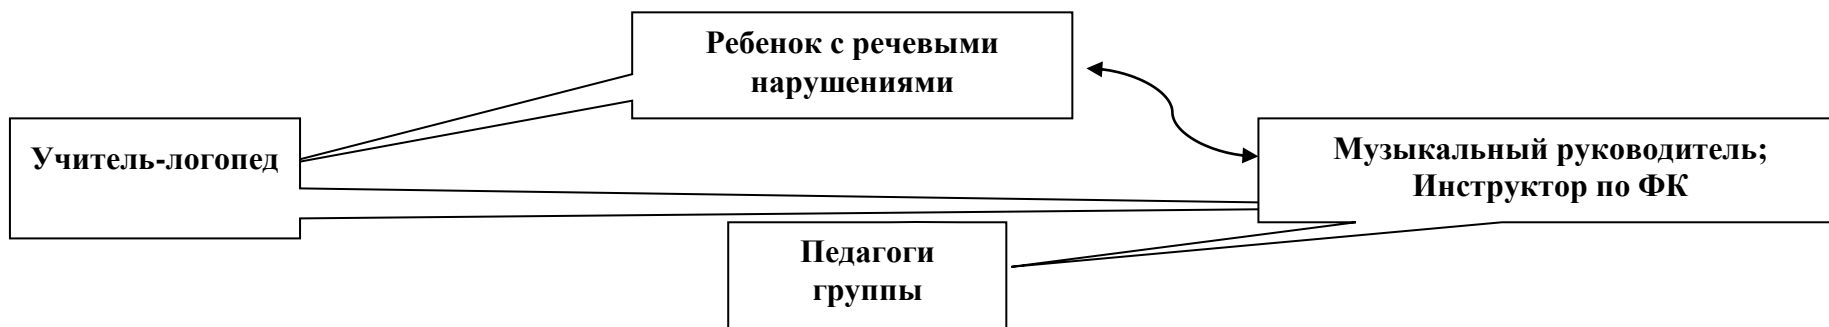 Ребенок с речевыми
нарушениями
Учитель-логопед
Музыкальный руководитель;
Инструктор по ФК
Педагоги
группы